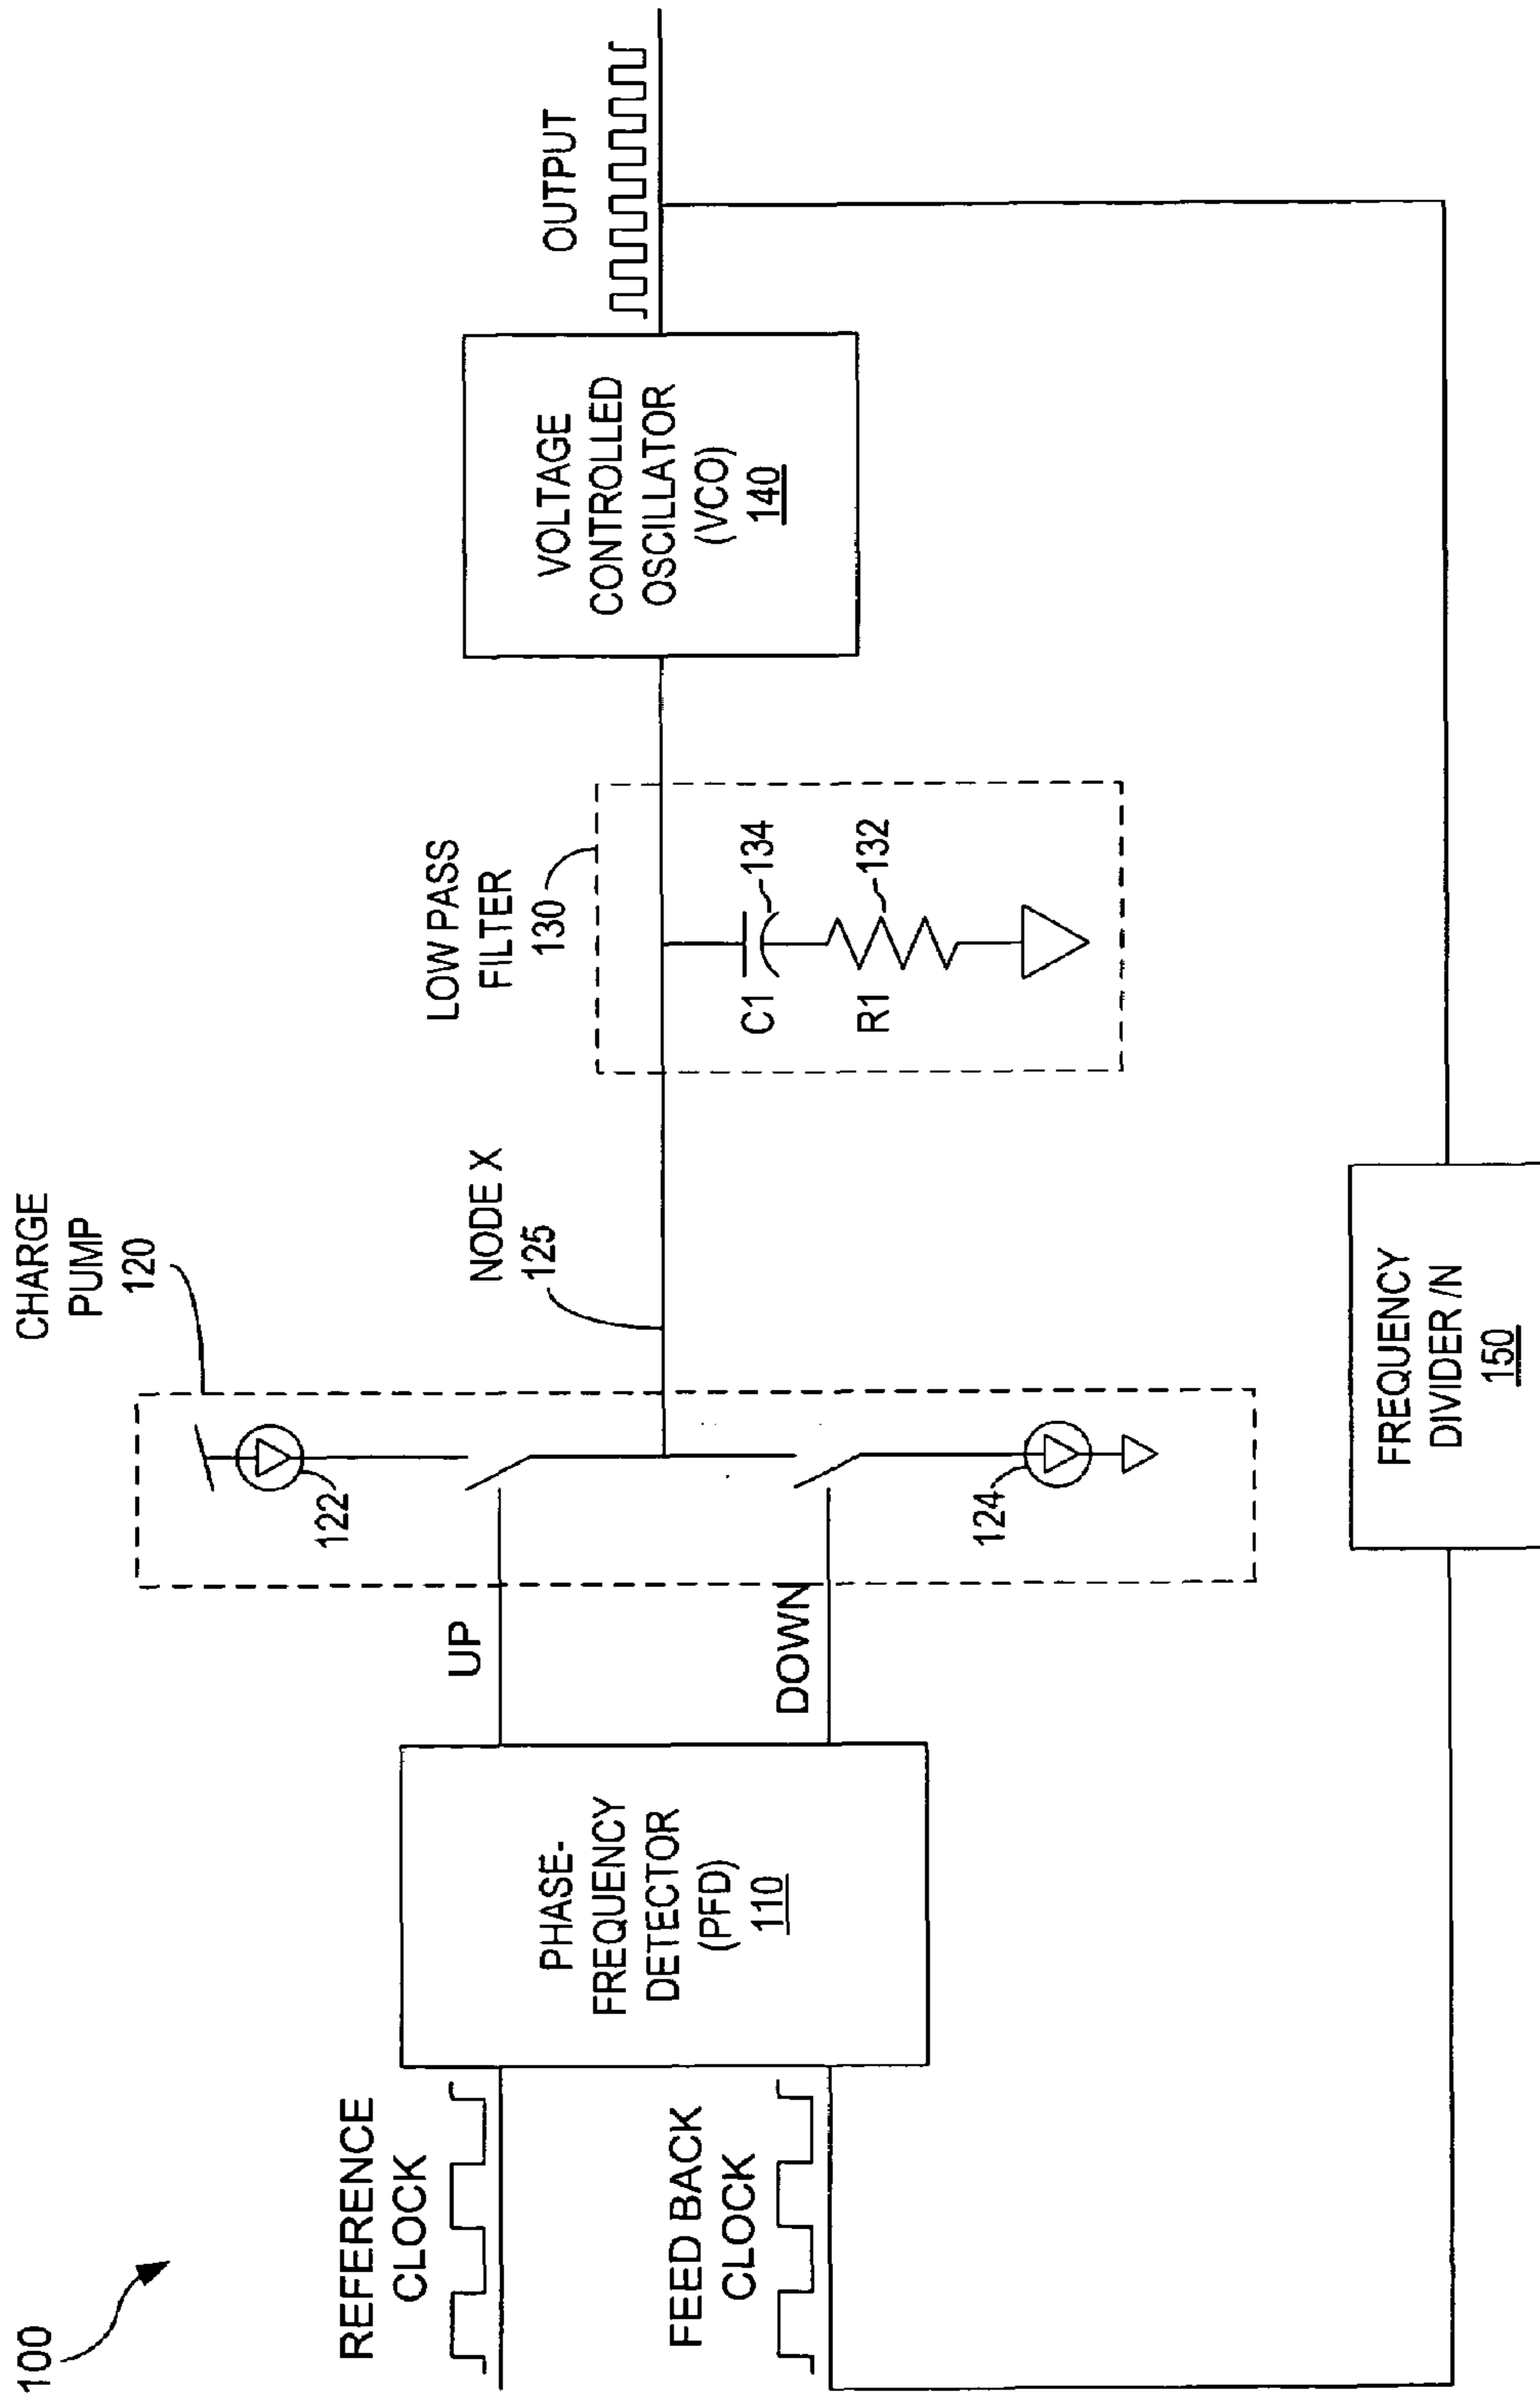 100
REFERENCE
CLOCK
FEED BACK
CLOCK
PHASE-
FREQUENCY
DETECTOR
(PFD)
110
UP
DOWN
CHARGE
PUMP
120
122
124
NODE X
125
LOW PASS
FILTER
130
C1
134
R1
132
VOLTAGE
CONTROLLED
OSCILLATOR
(VCO)
140
OUTPUT
FREQUENCY
DIVIDER /N
150